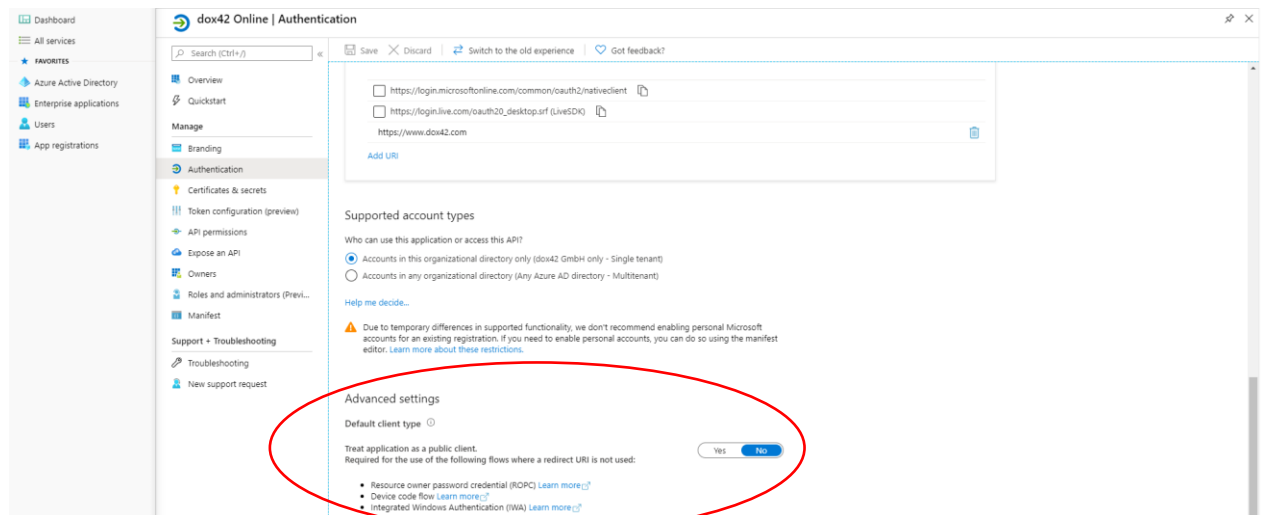 Dashboard
All services
FAVORITES
Azure Active Directory
Enterprise applications
Users
App registrations
dox42 Online | Authentication
Search (Ctrl+/)
«
Overview
Quickstart
Manage
Branding
Authentication
Certificates & secrets
Token configuration (preview)
API permissions
Expose an API
Owners
Roles and administrators (Previ...
Manifest
Support + Troubleshooting
Troubleshooting
New support request
Save Discard Switch to the old experience Got feedback?
https://login.microsoftonline.com/common/oauth2/nativeclient
https://login.live.com/oauth20_desktop.srf (LiveSDK)
https://www.dox42.com
Add URI
Supported account types
Who can use this application or access this API?
Accounts in this organizational directory only (dox42 GmbH only - Single tenant)
Accounts in any organizational directory (Any Azure AD directory - Multitenant)
Help me decide...
Due to temporary differences in supported functionality, we don't recommend enabling personal Microsoft
accounts for an existing registration. If you need to enable personal accounts, you can do so using the manifest
editor. Learn more about these restrictions.
Advanced settings
Default client type
Treat application as a public client.
Required for the use of the following flows where a redirect URI is not used:
Yes No
• Resource owner password credential (ROPC) Learn more
• Device code flow Learn more
• Integrated Windows Authentication (IWA) Learn more